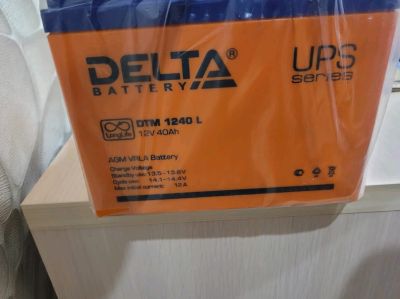 DELTA®
BATTERY
UPS
series
LongLife
DTM 1240 L
12V 40Ah
AGM VRLA Battery
Charge Voltage
Standby use: 13.5-13.8V
Cycle use: 14.1-14.4V
Max initial current: 12A